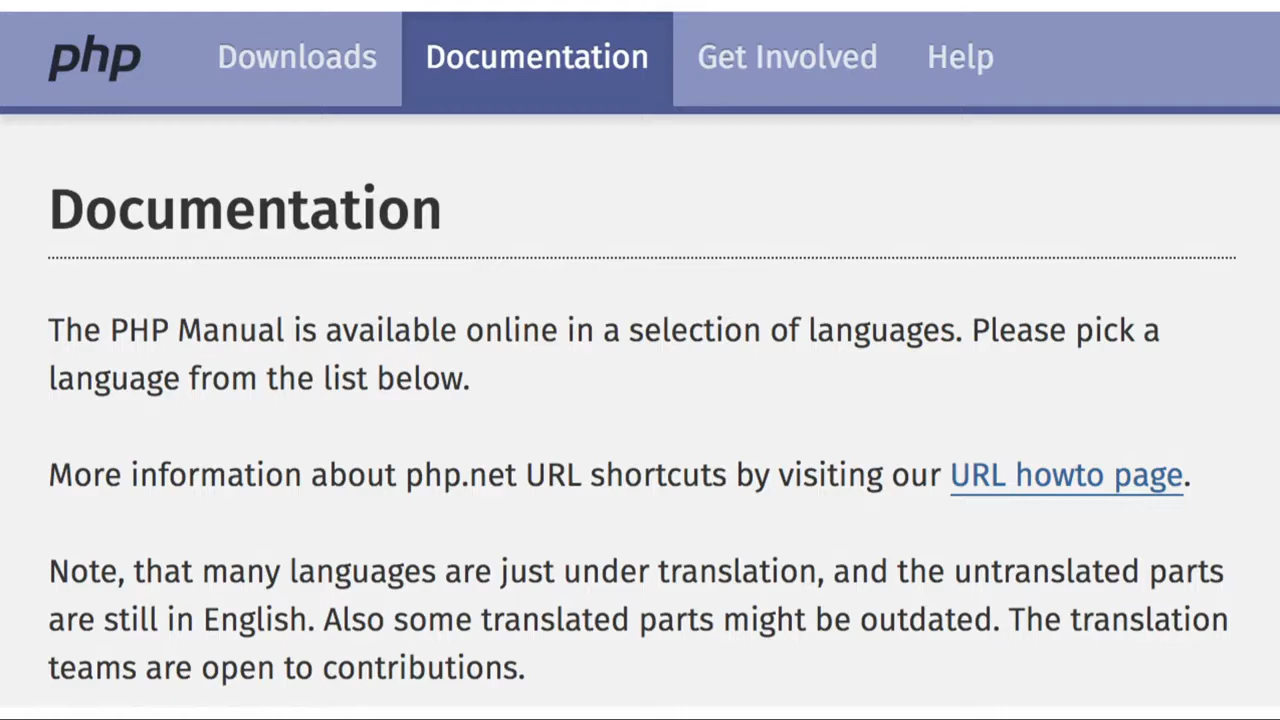 php Downloads Documentation Get Involved Help
Documentation
The PHP Manual is available online in a selection of languages. Please pick a
language from the list below.
More information about php.net URL shortcuts by visiting our URL howto page.
Note, that many languages are just under translation, and the untranslated parts
are still in English. Also some translated parts might be outdated. The translation
teams are open to contributions.